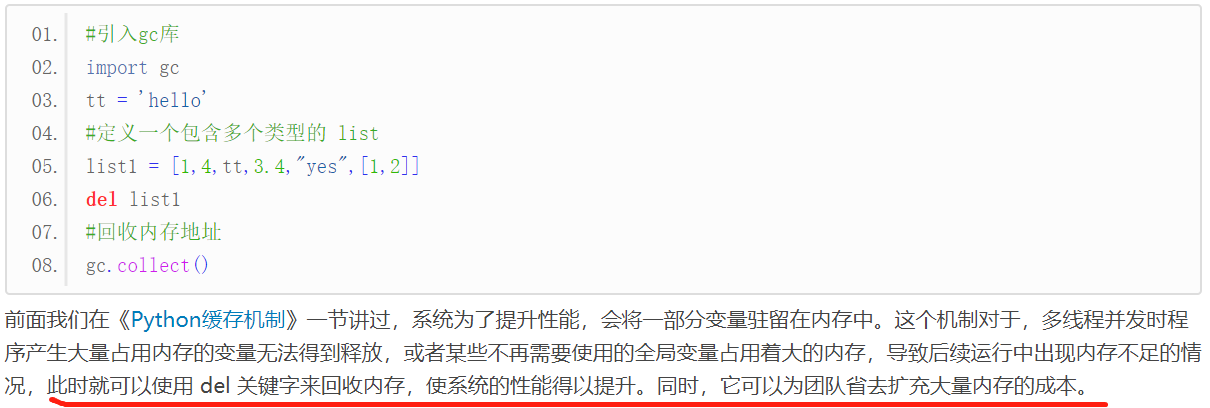 01. #引入gc库
02. import gc
03. tt = 'hello'
04. #定义一个包含多个类型的 list
05. list1 = [1,4,tt,3.4,"yes",[1,2]]
06. del list1
07. #回收内存地址
08. gc.collect()
前面我们在《Python缓存机制》一节讲过，系统为了提升性能，会将一部分变量驻留在内存中。这个机制对于，多线程并发时程
序产生大量占用内存的变量无法得到释放，或者某些不再需要使用的全局变量占用着大的内存，导致后续运行中出现内存不足的情
况，此时就可以使用 del 关键字来回收内存，使系统的性能得以提升。同时，它可以为团队省去扩充大量内存的成本。